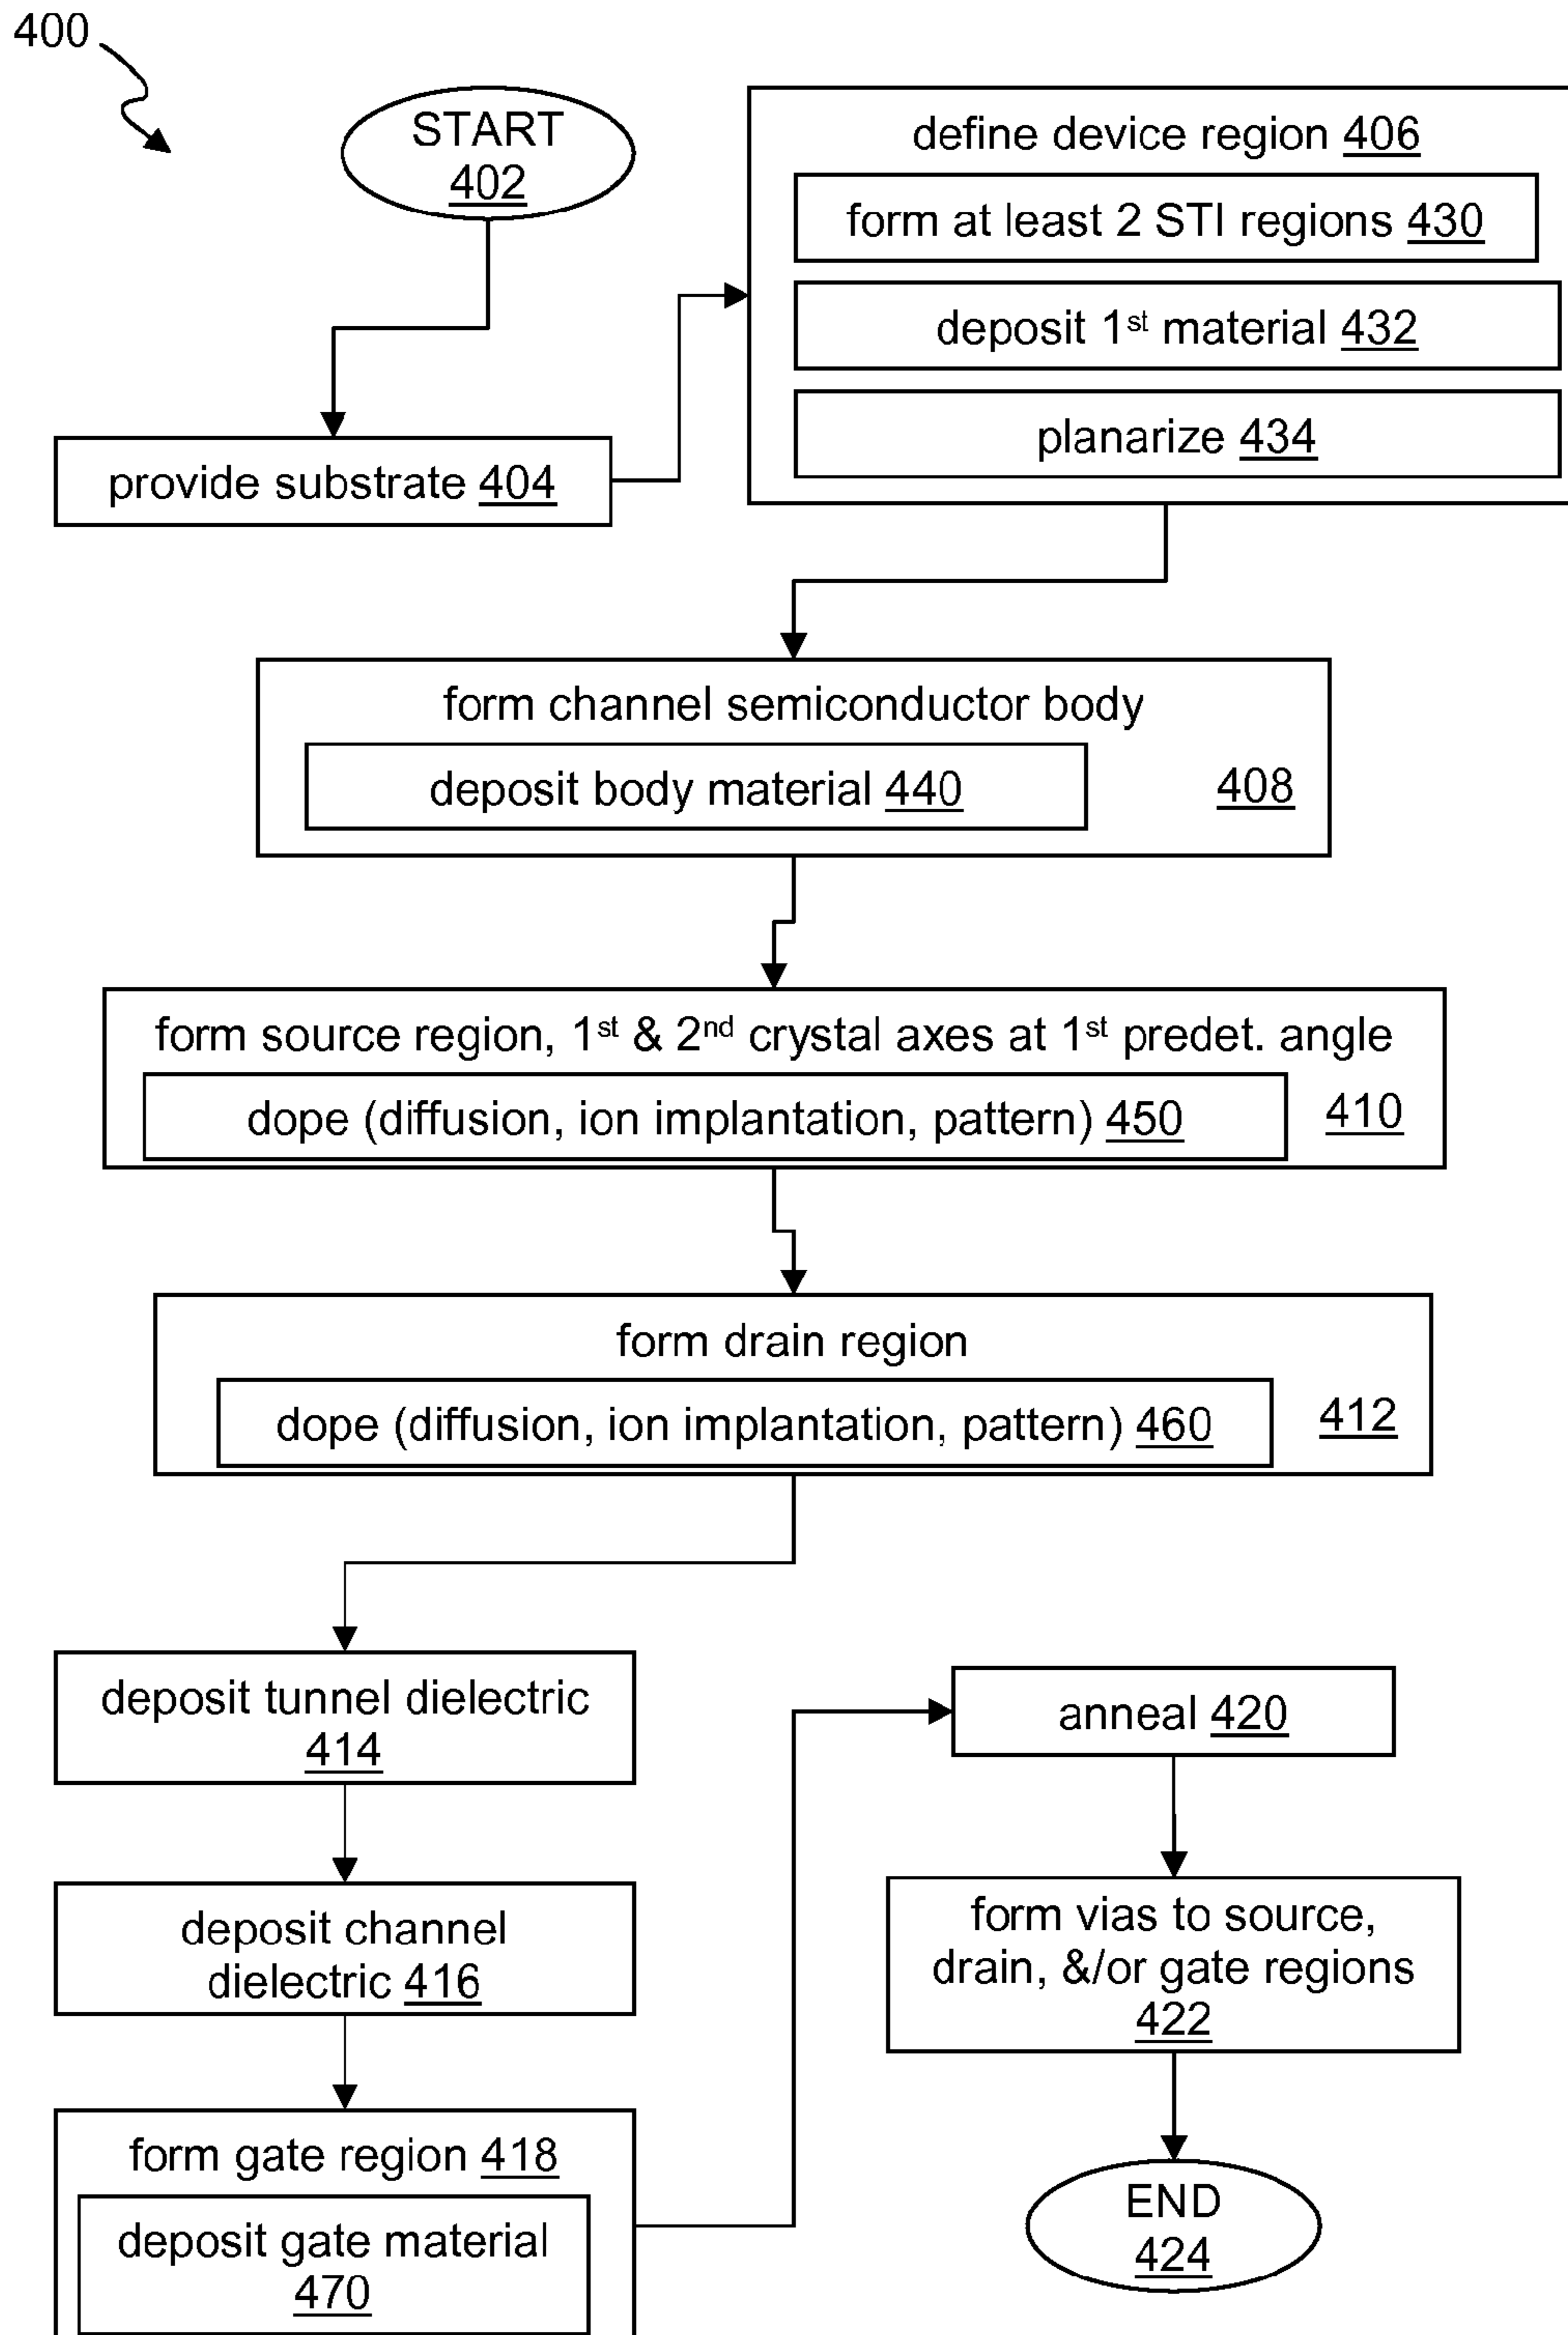 400
START
402
define device region 406
form at least 2 STI regions 430
deposit 1st material 432
planarize 434
provide substrate 404
form channel semiconductor body
deposit body material 440
408
form source region, 1st & 2nd crystal axes at 1st predet. angle
dope (diffusion, ion implantation, pattern) 450
410
form drain region
dope (diffusion, ion implantation, pattern) 460
412
deposit tunnel dielectric
414
deposit channel
dielectric 416
form gate region 418
deposit gate material
470
anneal 420
form vias to source,
drain, &/or gate regions
422
END
424